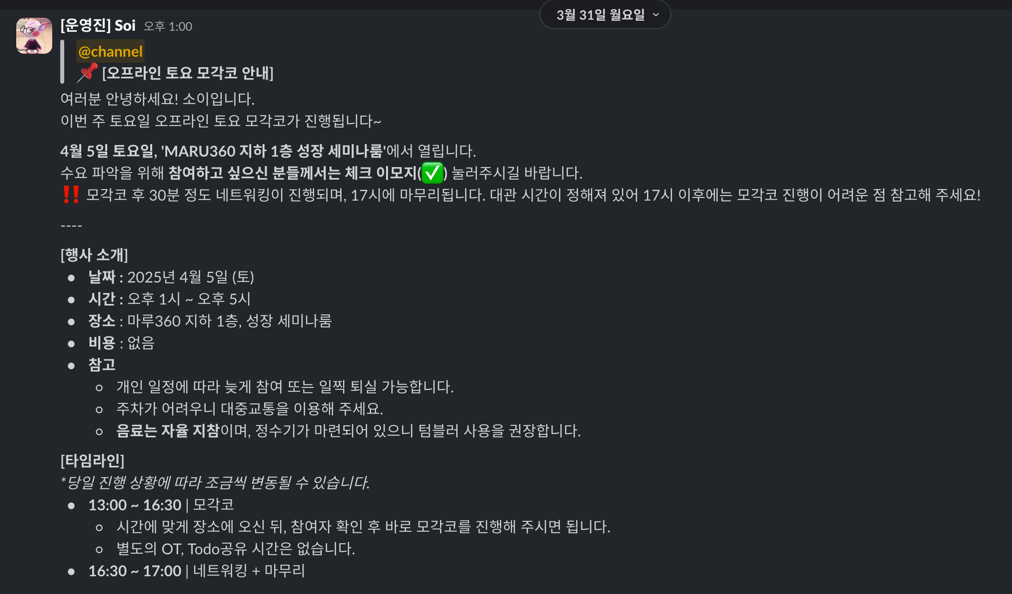 3월 31일 월요일
[운영진] Soi 오후 1:00
@channel
📌 [오프라인 토요 모각코 안내]
여러분 안녕하세요! 소이입니다.
이번 주 토요일 오프라인 토요 모각코가 진행됩니다~
4월 5일 토요일, 'MARU360 지하 1층 성장 세미나룸'에서 열립니다.
수요 파악을 위해 참여하고 싶으신 분들께서는 체크 이모지(✅) 눌러주시길 바랍니다.
‼️ 모각코 후 30분 정도 네트워킹이 진행되며, 17시에 마무리됩니다. 대관 시간이 정해져 있어 17시 이후에는 모각코 진행이 어려운 점 참고해 주세요!
----
[행사 소개]
● 날짜 : 2025년 4월 5일 (토)
● 시간 : 오후 1시 ~ 오후 5시
● 장소 : 마루360 지하 1층, 성장 세미나룸
● 비용 : 없음
● 참고
○ 개인 일정에 따라 늦게 참여 또는 일찍 퇴실 가능합니다.
○ 주차가 어려우니 대중교통을 이용해 주세요.
○ 음료는 자율 지참이며, 정수기가 마련되어 있으니 텀블러 사용을 권장합니다.
[타임라인]
*당일 진행 상황에 따라 조금씩 변동될 수 있습니다.
● 13:00 ~ 16:30 | 모각코
○ 시간에 맞게 장소에 오신 뒤, 참여자 확인 후 바로 모각코를 진행해 주시면 됩니다.
○ 별도의 OT, Todo공유 시간은 없습니다.
● 16:30 ~ 17:00 | 네트워킹 + 마무리